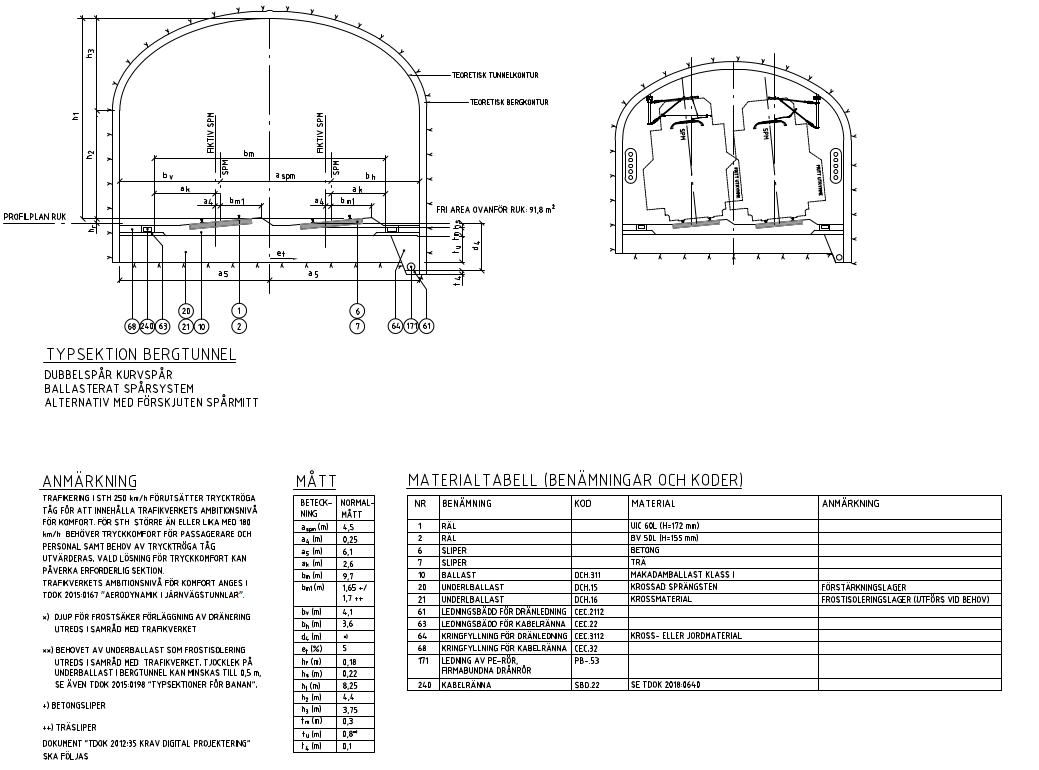 h3
h1
TEORETISK TUNNELKONTUR
TEORETISK BERGKONTUR
FIKTIV SPM
FIKTIV SPM
SPM
SPM
h2
bm
SPM
SPM
bv
aspm
bh
ak
ak
a4
bm1
a4
bm1
PROFILPLAN RUK
FRI AREA OVANFÖR RUK: 91,8 m²
hr
d4
tu
et
t4
a5
a5
20
1
6
68
240
63
21
10
2
7
64
171
61
TYPSEKTION BERGTUNNEL
DUBBELSPÅR KURVSPÅR
BALLASTERAT SPÅRSYSTEM
ALTERNATIV MED FÖRSKJUTEN SPÅRMITT
ANMÄRKNING
TRAFIKERING I STH 250 km/h FÖRUTSÄTTER TRYCKTRÖGA
TÅG FÖR ATT INNEHÅLLA TRAFIKVERKETS AMBITIONSNIVÅ
FÖR KOMFORT. FÖR STH STÖRRE ÄN ELLER LIKA MED 180
km/h BEHÖVER TRYCKKOMFORT FÖR PASSAGERARE OCH
PERSONAL SAMT BEHOV AV TRYCKTRÖGA TÅG
UTVÄRDERAS, VALD LÖSNING FÖR TRYCKKOMFORT KAN
PÅVERKA ERFORDERLIG SEKTION.
TRAFIKVERKETS AMBITIONSNIVÅ FÖR KOMFORT ANGES I
TDOK 2015:0167 "AERODYNAMIK I JÄRNVÄGSTUNNLAR".
*) DJUP FÖR FROSTSÄKER FÖRLÄGGNING AV DRÄNERING
UTREDS I SAMRÅD MED TRAFIKVERKET
**) BEHOVET AV UNDERBALLAST SOM FROSTISOLERING
UTREDS I SAMRÅD MED TRAFIKVERKET. TJOCKLEK PÅ
UNDERBALLAST I BERGTUNNEL KAN MINSKAS TILL 0,5 m,
SE ÄVEN TDOK 2015:0198 "TYPSEKTIONER FÖR BANAN".
+) BETONGSLIPER
++) TRÄSLIPER
DOKUMENT "TDOK 2012:35 KRAV DIGITAL PROJEKTERING"
SKA FÖLJAS
MÅTT
BETECK-
NING
NORMAL-
MÅTT
aspm (m) 4,5
a4 (m) 0,25
a5 (m) 6,1
ak (m) 2,6
bm (m) 9,7
bm1 (m) 1,65 +/
1,7 ++
bv (m) 4,1
bh (m) 3,6
d4 (m) *)
et (%) 5
hr (m) 0,18
0,22
h1 (m) 8,25
h2 (m) 4,4
h3 (m) 3,75
tm (m) 0,3
tu (m) 0,8**)
t4 (m) 0,1
MATERIALTABELL (BENÄMNINGAR OCH KODER)
NR BENÄMNING KOD MATERIAL ANMÄRKNING
1 RÄL UIC 60L (H=172 mm)
2 RÄL BV 50L (H=155 mm)
6 SLIPER BETONG
7 SLIPER TRÄ
10 BALLAST DCH.311 MAKADAMBALLAST KLASS I
20 UNDERBALLAST DCH.15 KROSSAD SPRÄNGSTEN FÖRSTÄRKNINGSLAGER
21 UNDERLBALLAST DCH.16 KROSSMATERIAL FROSTISOLERINGSLAGER (UTFÖRS VID BEHOV)
61 LEDNINGSBÄDD FÖR DRÄNLEDNING CEC.2112
63 LEDNINGSBÄDD FÖR KABELRÄNNA CEC.22
64 KRINGFYLLNING FÖR DRÄNLEDNING CEC.3112 KROSS- ELLER JORDMATERIAL
68 KRINGFYLLNING FÖR KABELRÄNNA CEC.32
171 LEDNING AV PE-RÖR, PB-.53
FIRMABUNDNA DRÄNRÖR
240 KABELRÄNNA SBD.22 SE TDOK 2018:0640